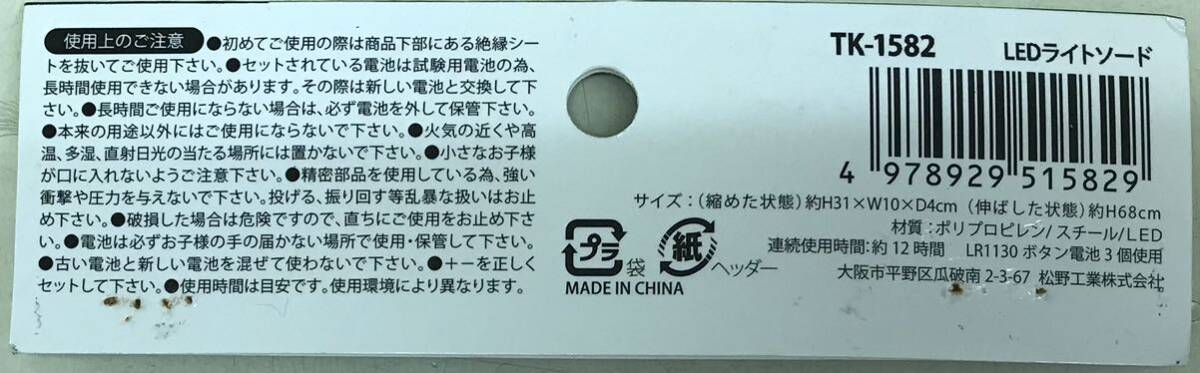 使用上のご注意 ●初めてご使用の際は商品下部にある絶縁シー
トを抜いてご使用下さい。●セットされている電池は試験用電池の為、
長時間使用できない場合があります。その際は新しい電池と交換して下
さい。●長時間ご使用にならない場合は、必ず電池を外して保管下さい。
●本来の用途以外にはご使用にならないで下さい。●火気の近くや高
温、多湿、直射日光の当たる場所には置かないで下さい。●小さなお子様
が口に入れないようご注意下さい。●精密部品を使用している為、強い
衝撃や圧力を与えないで下さい。投げる、振り回す等乱暴な扱いはお止
め下さい。●破損した場合は危険ですので、直ちにご使用をお止め下さ
い。●電池は必ずお子様の手の届かない場所で使用・保管して下さい。
●古い電池と新しい電池を混ぜて使わないで下さい。●+ーを正しく
セットして下さい。●使用時間は目安です。使用環境により異なります。
TK-1582 LEDライトソード
4 978929 515829
サイズ：（縮めた状態）約H31×W10×D4cm（伸ばした状態）約H68cm
材質：ポリプロピレン/スチール/LED
連続使用時間：約12時間 LR1130 ボタン電池3個使用
大阪市平野区瓜破南2-3-67 松野工業株式会社
プラ 袋 紙 ヘッダー
MADE IN CHINA